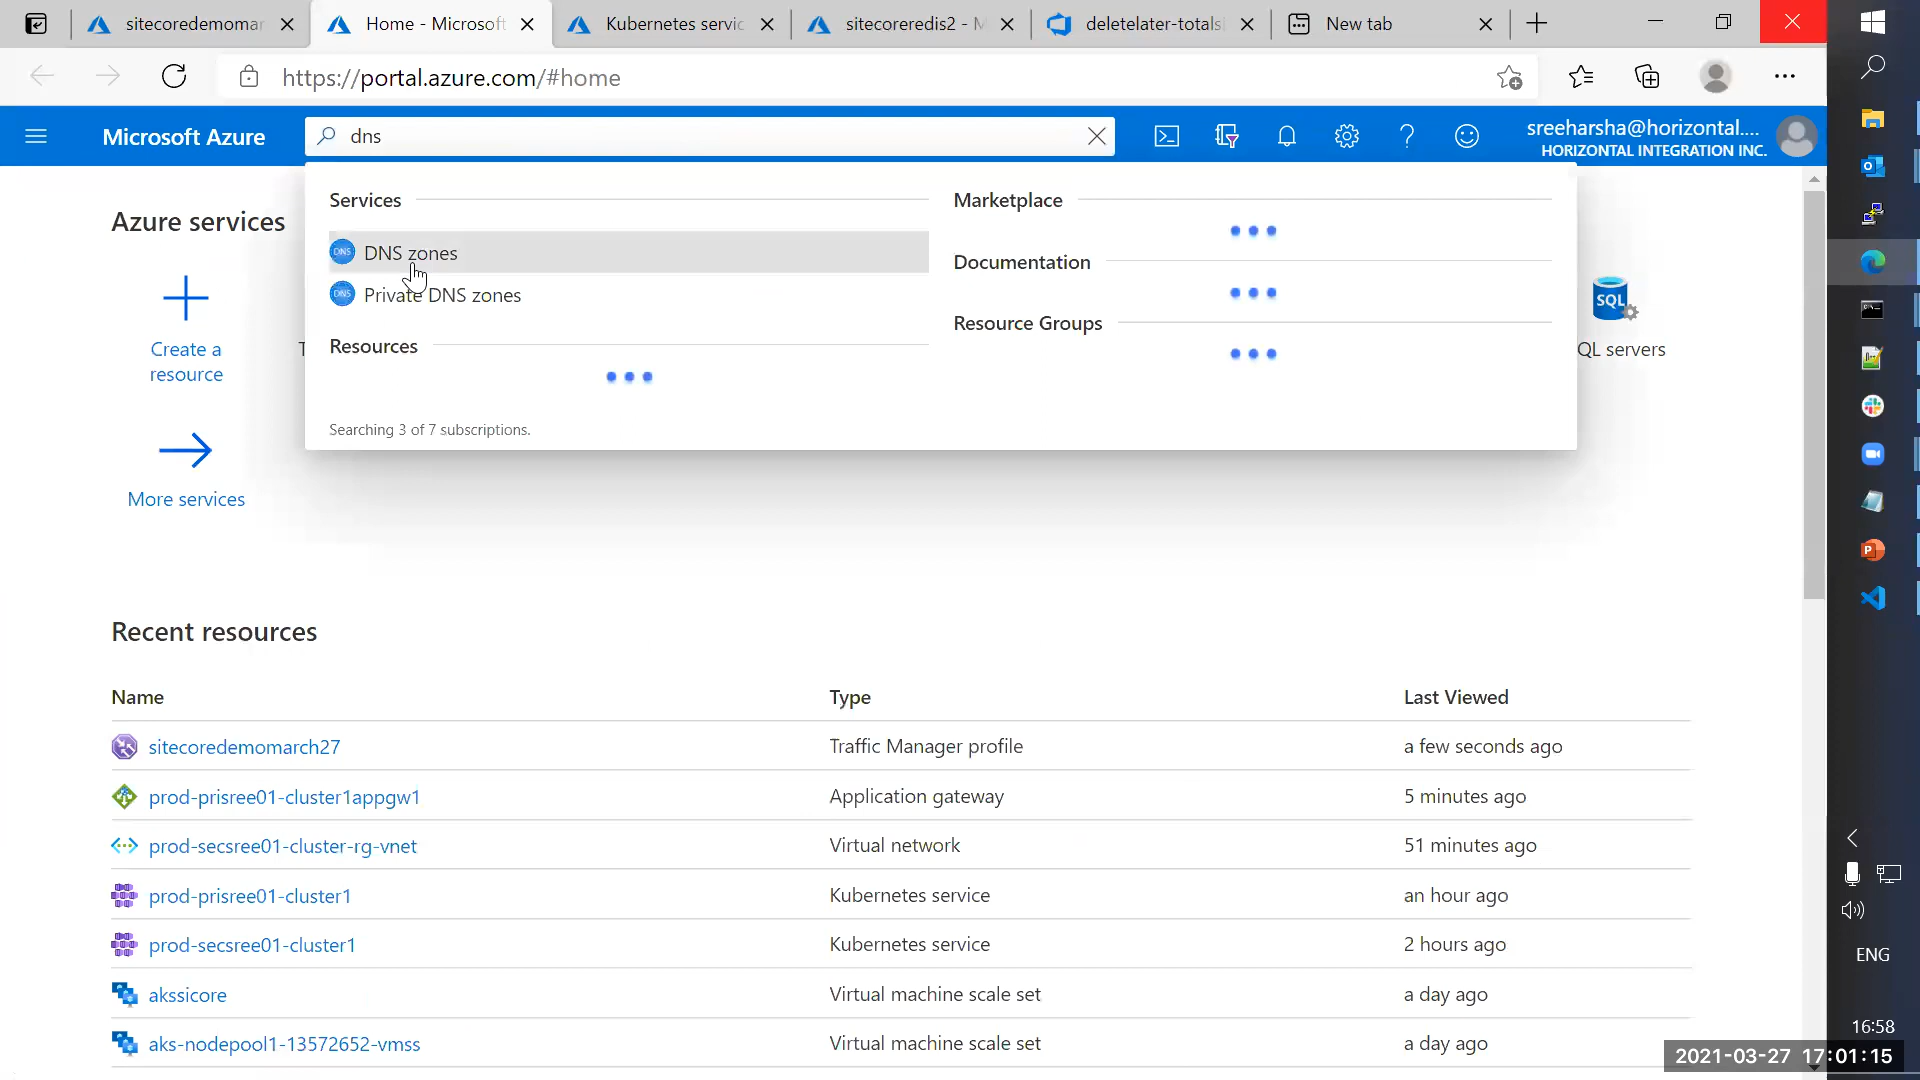 sitecoredemomar
Home - Microsoft
Kubernetes servic
sitecoreredis2 - M
deletelater-totals
New tab
https://portal.azure.com/#home
Microsoft Azure
dns
sreeharsha@horizontal....
HORIZONTAL INTEGRATION INC.
Azure services
Services
DNS zones
Private DNS zones
Resources
Searching 3 of 7 subscriptions.
Marketplace
Documentation
Resource Groups
Create a
resource
T
SQL
QL servers
More services
Recent resources
Name Type Last Viewed
sitecoredemomarch27 Traffic Manager profile a few seconds ago
prod-prisree01-cluster1appgw1 Application gateway 5 minutes ago
prod-secsree01-cluster-rg-vnet Virtual network 51 minutes ago
prod-prisree01-cluster1 Kubernetes service an hour ago
prod-secsree01-cluster1 Kubernetes service 2 hours ago
akssicore Virtual machine scale set a day ago
aks-nodepool1-13572652-vmss Virtual machine scale set a day ago
ENG
16:58
2021-03-27 17:01:15